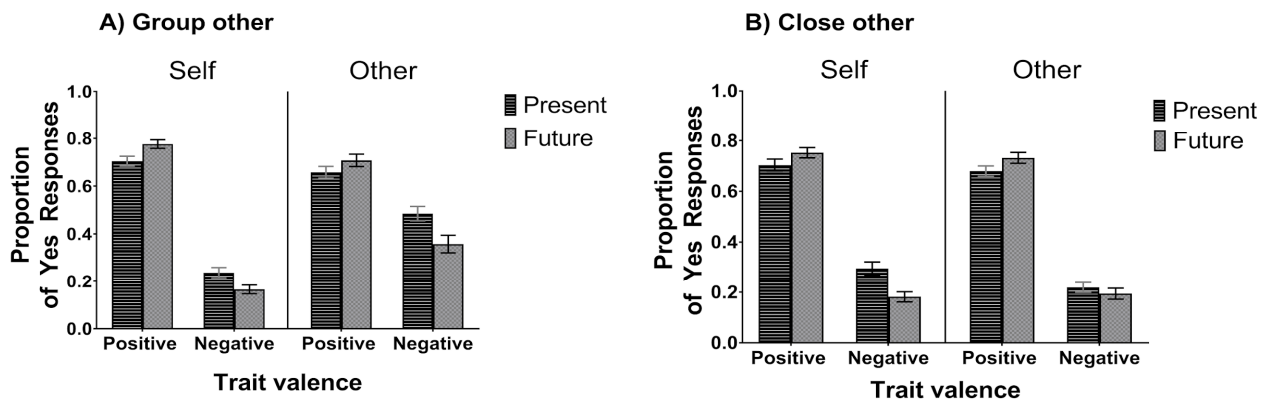 A) Group other
Self Other
Present
Future
Proportion
of Yes Responses
1.0
0.8
0.6
0.4
0.2
0.0
Positive Negative Positive Negative
Trait valence
B) Close other
Self Other
Present
Future
Proportion
of Yes Responses
1.0
0.8
0.6
0.4
0.2
0.0
Positive Negative Positive Negative
Trait valence